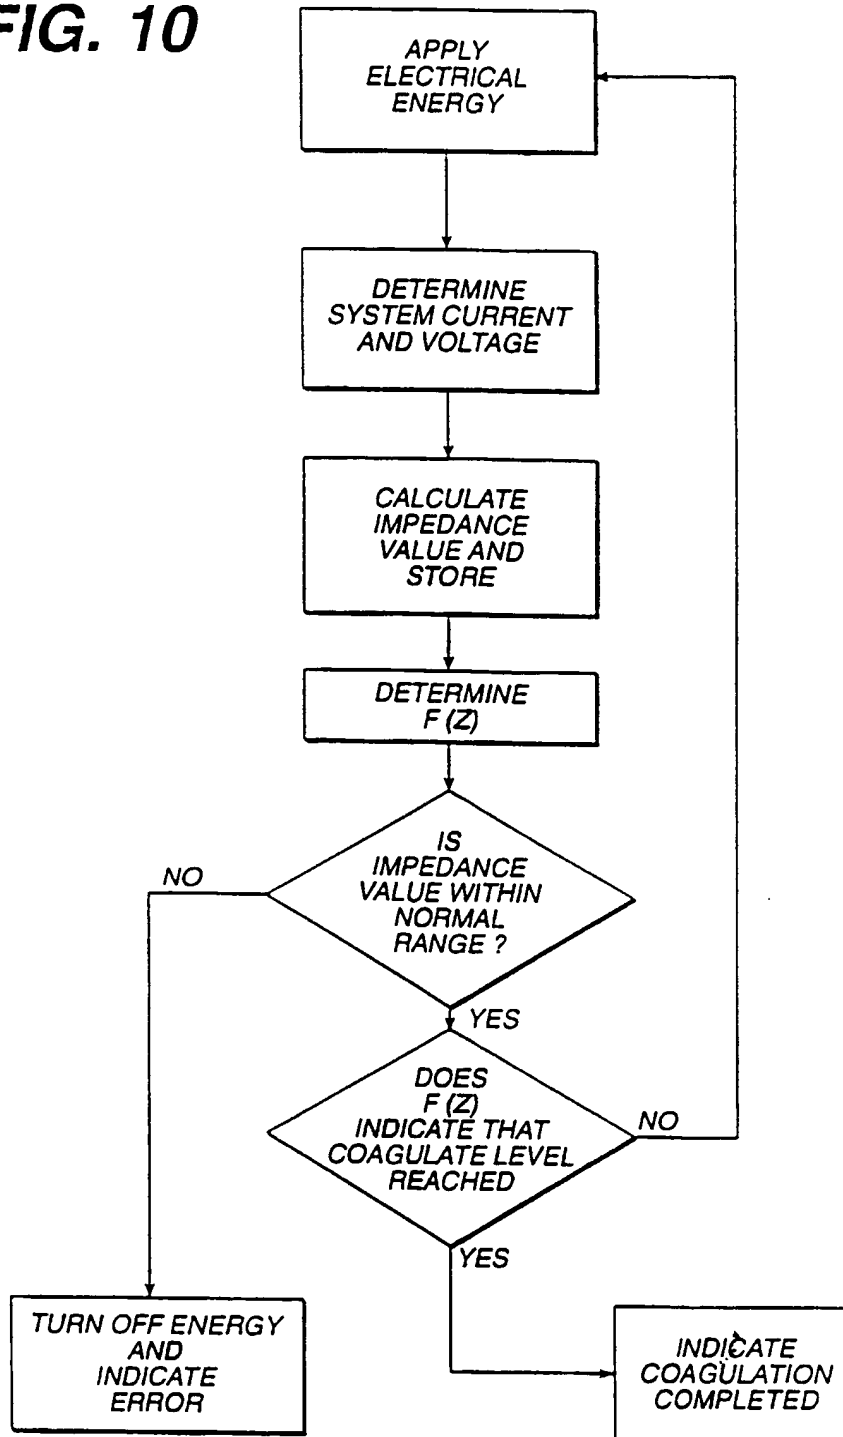 FIG. 10
APPLY
ELECTRICAL
ENERGY
DETERMINE
SYSTEM CURRENT
AND VOLTAGE
CALCULATE
IMPEDANCE
VALUE AND
STORE
DETERMINE
F (Z)
IS
IMPEDANCE
VALUE WITHIN
NORMAL
RANGE ?
NO
YES
DOES
F (Z)
INDICATE THAT
COAGULATE LEVEL
REACHED
NO
YES
TURN OFF ENERGY
AND
INDICATE
ERROR
INDICATE
COAGULATION
COMPLETED